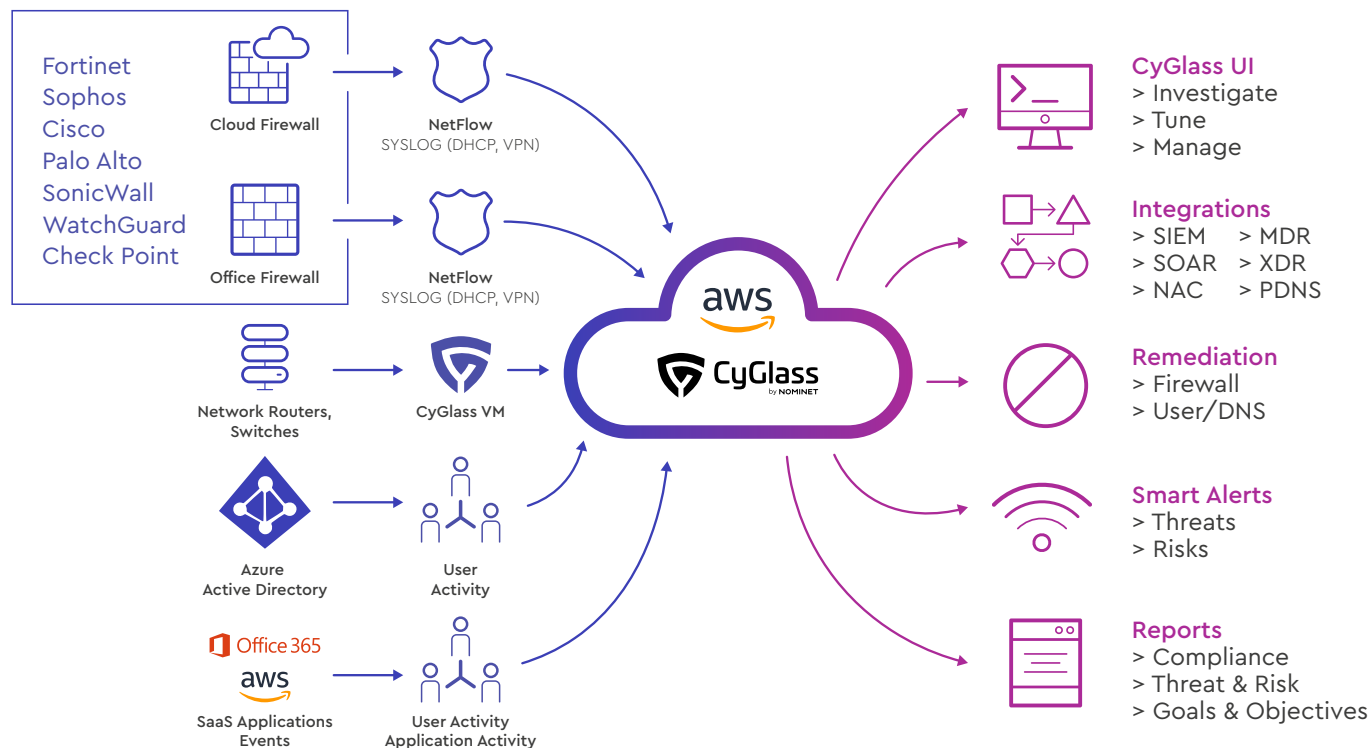 Fortinet
Sophos
Cisco
Palo Alto
SonicWall
WatchGuard
Check Point
Cloud Firewall
NetFlow
SYSLOG (DHCP, VPN)
Office Firewall
NetFlow
SYSLOG (DHCP, VPN)
Network Routers,
Switches
CyGlass VM
Azure
Active Directory
User
Activity
Office 365
aws
SaaS Applications
Events
User Activity
Application Activity
aws
CyGlass
by NOMINET
CyGlass UI
> Investigate
> Tune
> Manage
Integrations
> SIEM > MDR
> SOAR > XDR
> NAC > PDNS
Remediation
> Firewall
> User/DNS
Smart Alerts
> Threats
> Risks
Reports
> Compliance
> Threat & Risk
> Goals & Objectives